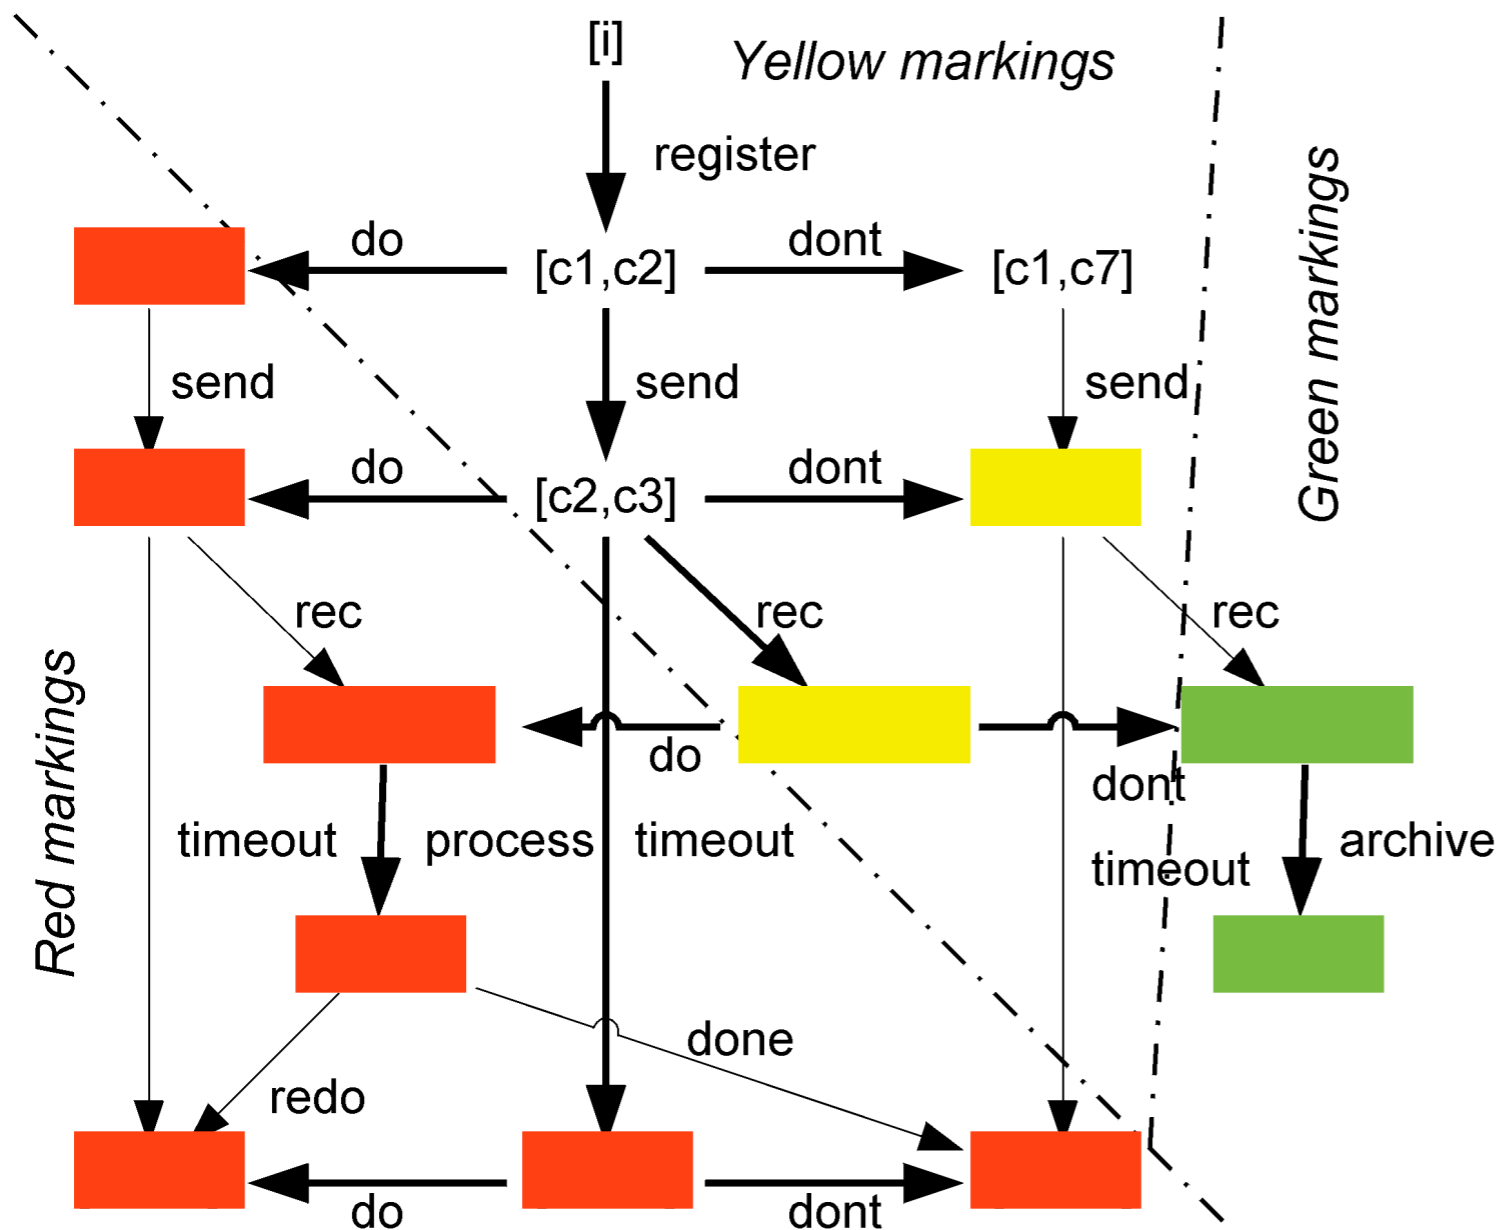 [i]
Yellow markings
register
Green markings
do
dont
[c1,c2]
[c1,c7]
send
send
send
do
dont
[c2,c3]
rec
rec
rec
Red markings
do
dont
timeout
process
timeout
timeout
archive
done
redo
do
dont